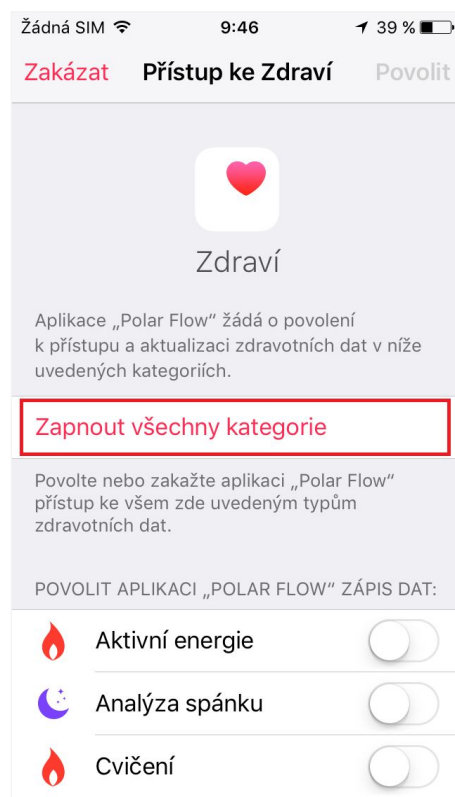 Žádná SIM 9:46 39 %
Zakázat Přístup ke Zdraví Povolit
Zdraví
Aplikace „Polar Flow“ žádá o povolení
k přístupu a aktualizaci zdravotních dat v níže
uvedených kategoriích.
Zapnout všechny kategorie
Povolte nebo zakažte aplikaci „Polar Flow“
přístup ke všem zde uvedeným typům
zdravotních dat.
POVOLIT APLIKACI „POLAR FLOW“ ZÁPIS DAT:
Aktivní energie
Analýza spánku
Cvičení